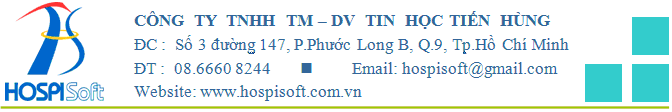 CÔNG TY TNHH TM – DV TIN HỌC TIẾN HÙNG
ĐC : Số 3 đường 147, P.Phước Long B, Q.9, Tp.Hồ Chí Minh
ĐT : 08.6660 8244 ■ Email: hospisoft@gmail.com
HOSPISoft
Website: www.hospisoft.com.vn